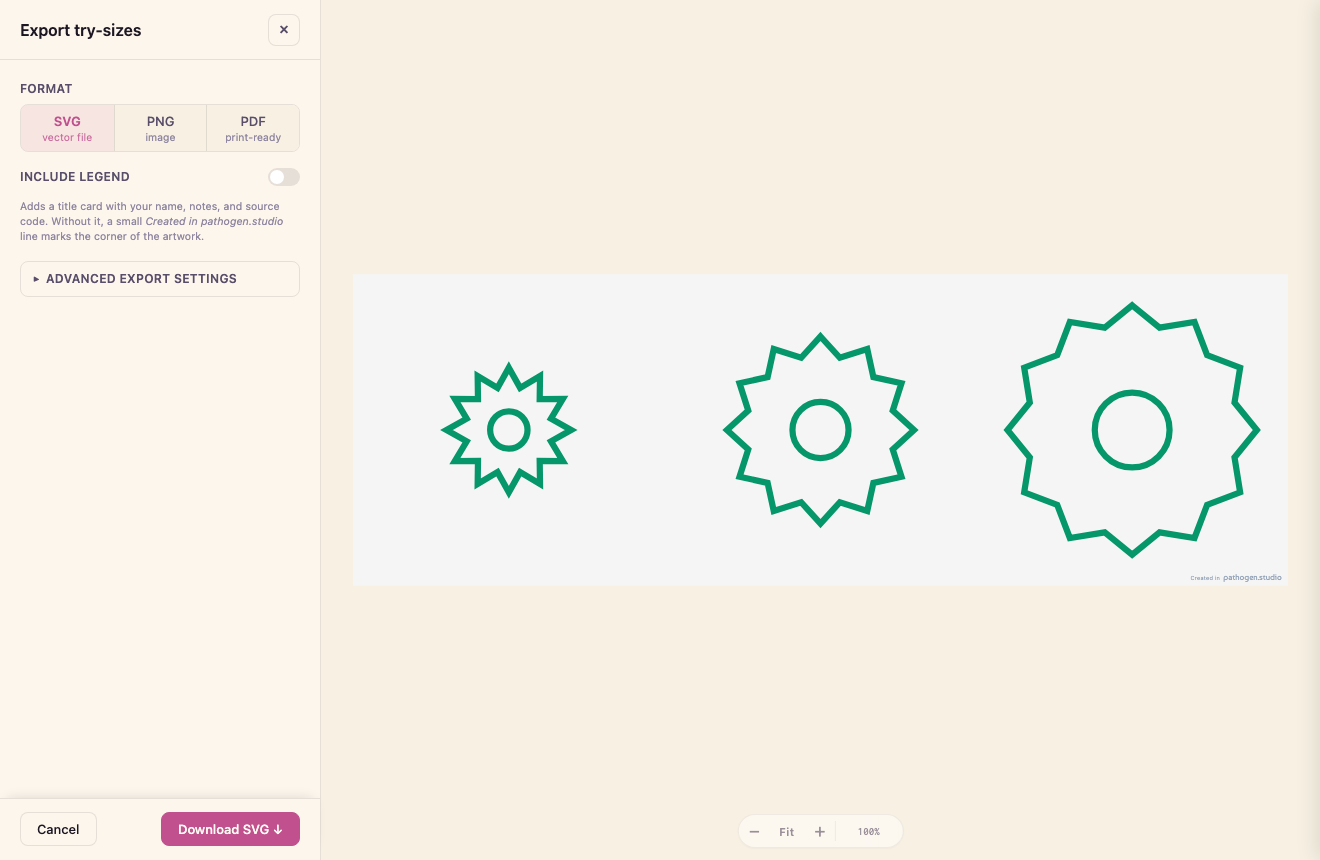 Export try-sizes
FORMAT
SVG
vector file
PNG
image
PDF
print-ready
INCLUDE LEGEND
Adds a title card with your name, notes, and source
code. Without it, a small Created in pathogen.studio
line marks the corner of the artwork.
ADVANCED EXPORT SETTINGS
Created in pathogen.studio
Cancel
Download SVG ↓
Fit
100%